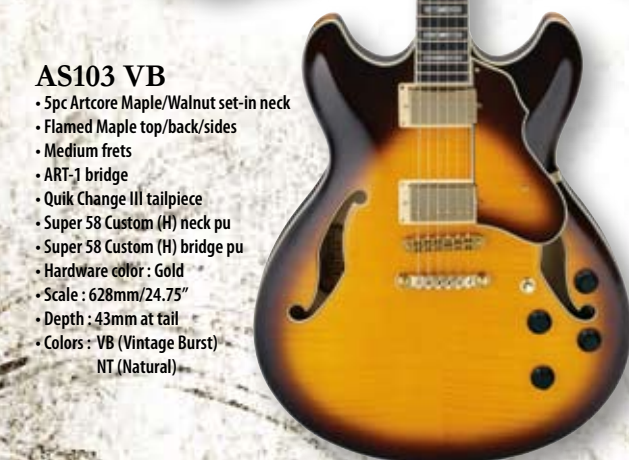 AS103 VB
• 5pc Artcore Maple/Walnut set-in neck
• Flamed Maple top/back/sides
• Medium frets
• ART-1 bridge
• Quik Change III tailpiece
• Super 58 Custom (H) neck pu
• Super 58 Custom (H) bridge pu
• Hardware color : Gold
• Scale : 628mm/24.75"
• Depth : 43mm at tail
• Colors : VB (Vintage Burst)
NT (Natural)